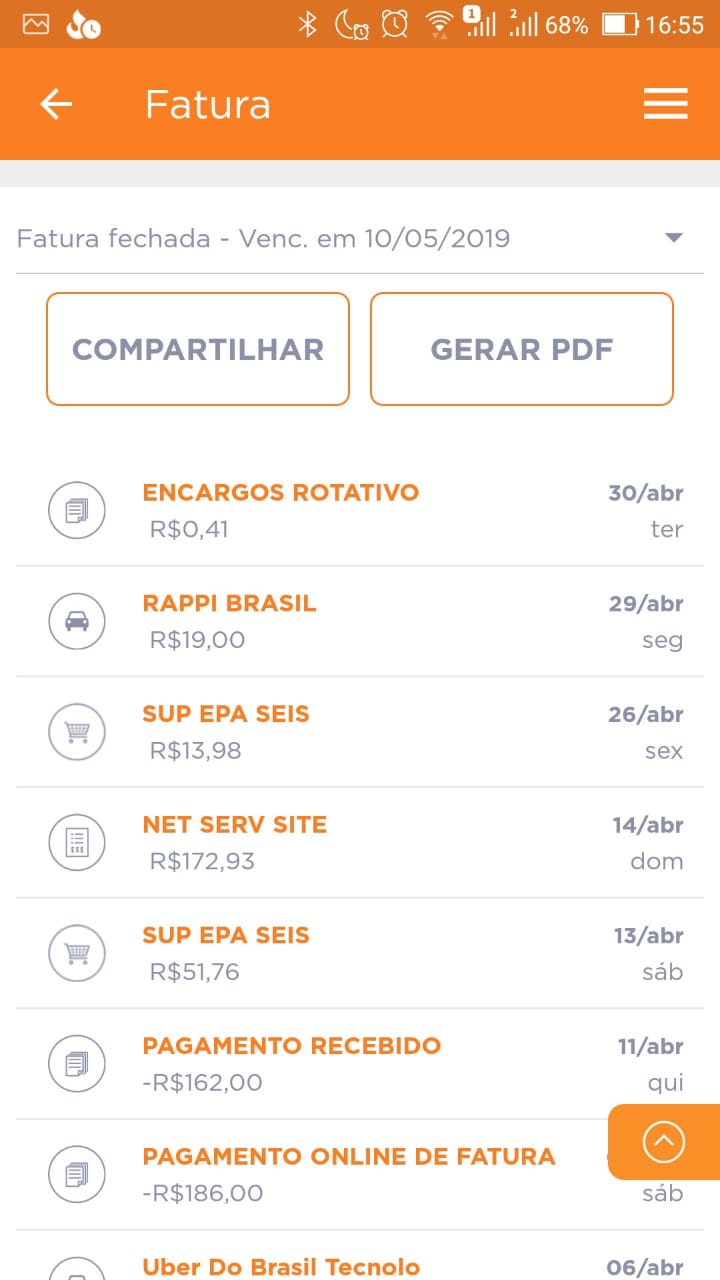 1 2 68% 16:55
Fatura
Fatura fechada - Venc. em 10/05/2019
COMPARTILHAR GERAR PDF
ENCARGOS ROTATIVO 30/abr
R$0,41 ter
RAPPI BRASIL 29/abr
R$19,00 seg
SUP EPA SEIS 26/abr
R$13,98 sex
NET SERV SITE 14/abr
R$172,93 dom
SUP EPA SEIS 13/abr
R$51,76 sáb
PAGAMENTO RECEBIDO 11/abr
-R$162,00 qui
PAGAMENTO ONLINE DE FATURA
-R$186,00 sáb
Uber Do Brasil Tecnolo 06/abr